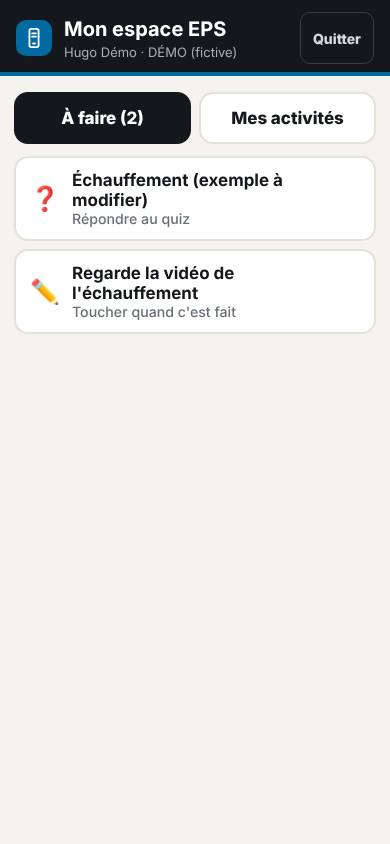 Mon espace EPS
Hugo Démo · DÉMO (fictive)
Quitter
À faire (2)
Mes activités
Échauffement (exemple à
modifier)
Répondre au quiz
Regarde la vidéo de
l'échauffement
Toucher quand c'est fait